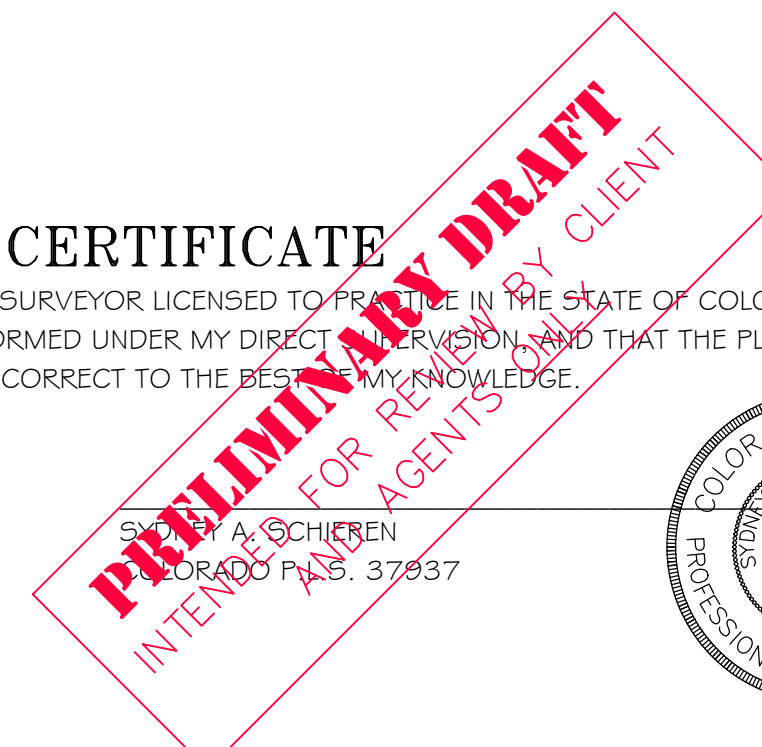 CERTIFICATE
SURVEYOR LICENSED TO PRACTICE IN THE STATE OF COLO
ORMED UNDER MY DIRECT SUPERVISION, AND THAT THE PL
CORRECT TO THE BEST OF MY KNOWLEDGE.
SYDNEY A. SCHIEREN
COLORADO P.L.S. 37937
PRELIMINARY DRAFT
INTENDED FOR REVIEW BY CLIENT
AND AGENTS ONLY
COLOR
SYDNEY
PROFESSION